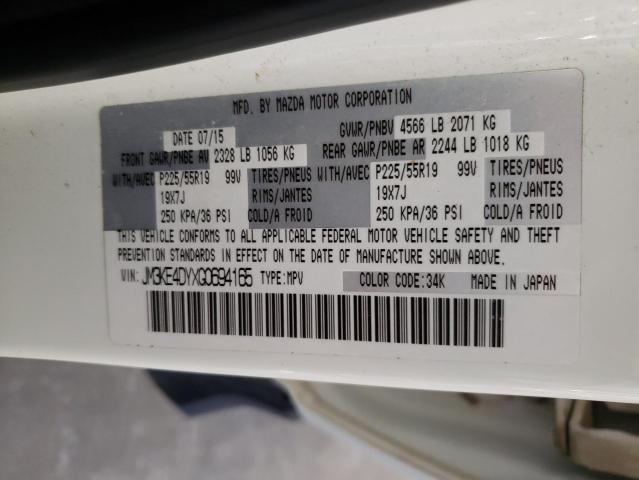 MFD. BY MAZDA MOTOR CORPORATION
DATE 07/15 GVWR/PNBV 4566 LB 2071 KG
FRONT GAWR/PNBE AV 2328 LB 1056 KG REAR GAWR/PNBE AR 2244 LB 1018 KG
WITH/AVEC P225/55R19 99V TIRES/PNEUS WITH/AVEC P225/55R19 99V TIRES/PNEUS
19X7J RIMS/JANTES 19X7J RIMS/JANTES
250 KPA/36 PSI COLD/A FROID 250 KPA/36 PSI COLD/A FROID
THIS VEHICLE CONFORMS TO ALL APPLICABLE FEDERAL MOTOR VEHICLE SAFETY AND THEFT
PREVENTION STANDARDS IN EFFECT ON THE DATE OF MANUFACTURE SHOWN ABOVE.
VIN: JM3KE4DYXG0694165 TYPE:MPV COLOR CODE:34K MADE IN JAPAN